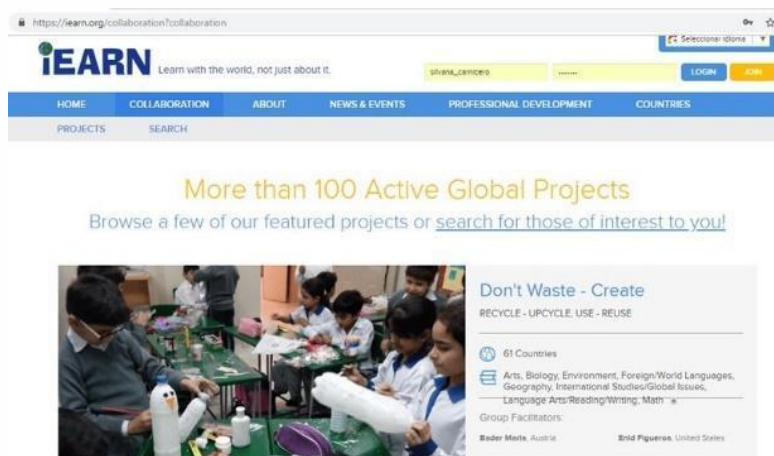 https://iearn.org/collaboration?collaboration
Seleccionar idioma
iEARN Learn with the world, not just about it.
silvana_carnicero ........ LOGIN JOIN
HOME COLLABORATION ABOUT NEWS & EVENTS PROFESSIONAL DEVELOPMENT COUNTRIES
PROJECTS SEARCH
More than 100 Active Global Projects
Browse a few of our featured projects or search for those of interest to you!
Don't Waste - Create
RECYCLE - UPCYCLE, USE - REUSE
61 Countries
Arts, Biology, Environment, Foreign/World Languages,
Geography, International Studies/Global Issues,
Language Arts/Reading/Writing, Math
Group Facilitators:
Bader Maria, Austria Enid Figueroa, United States